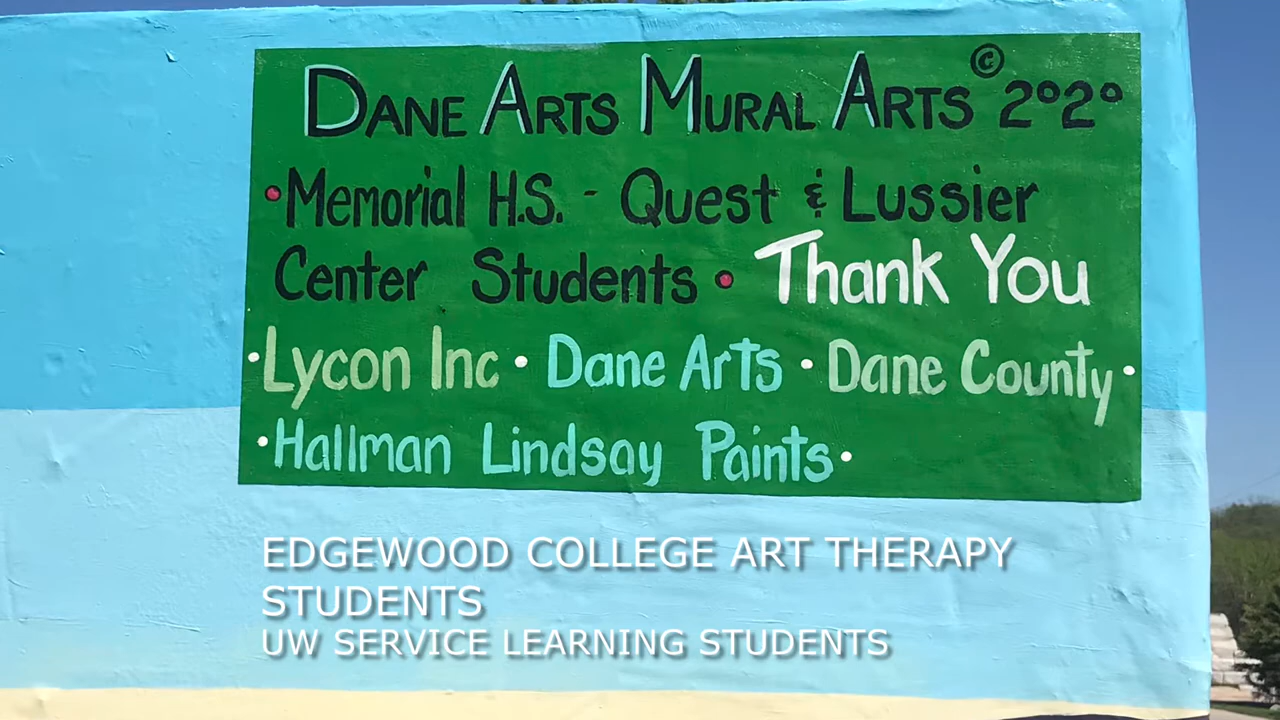 Dane Arts Mural Arts © 2020
•Memorial H.S. - Quest & Lussier
Center Students • Thank You
•Lycon Inc • Dane Arts • Dane County•
•Hallman Lindsay Paints•
EDGEWOOD COLLEGE ART THERAPY
STUDENTS
UW SERVICE LEARNING STUDENTS